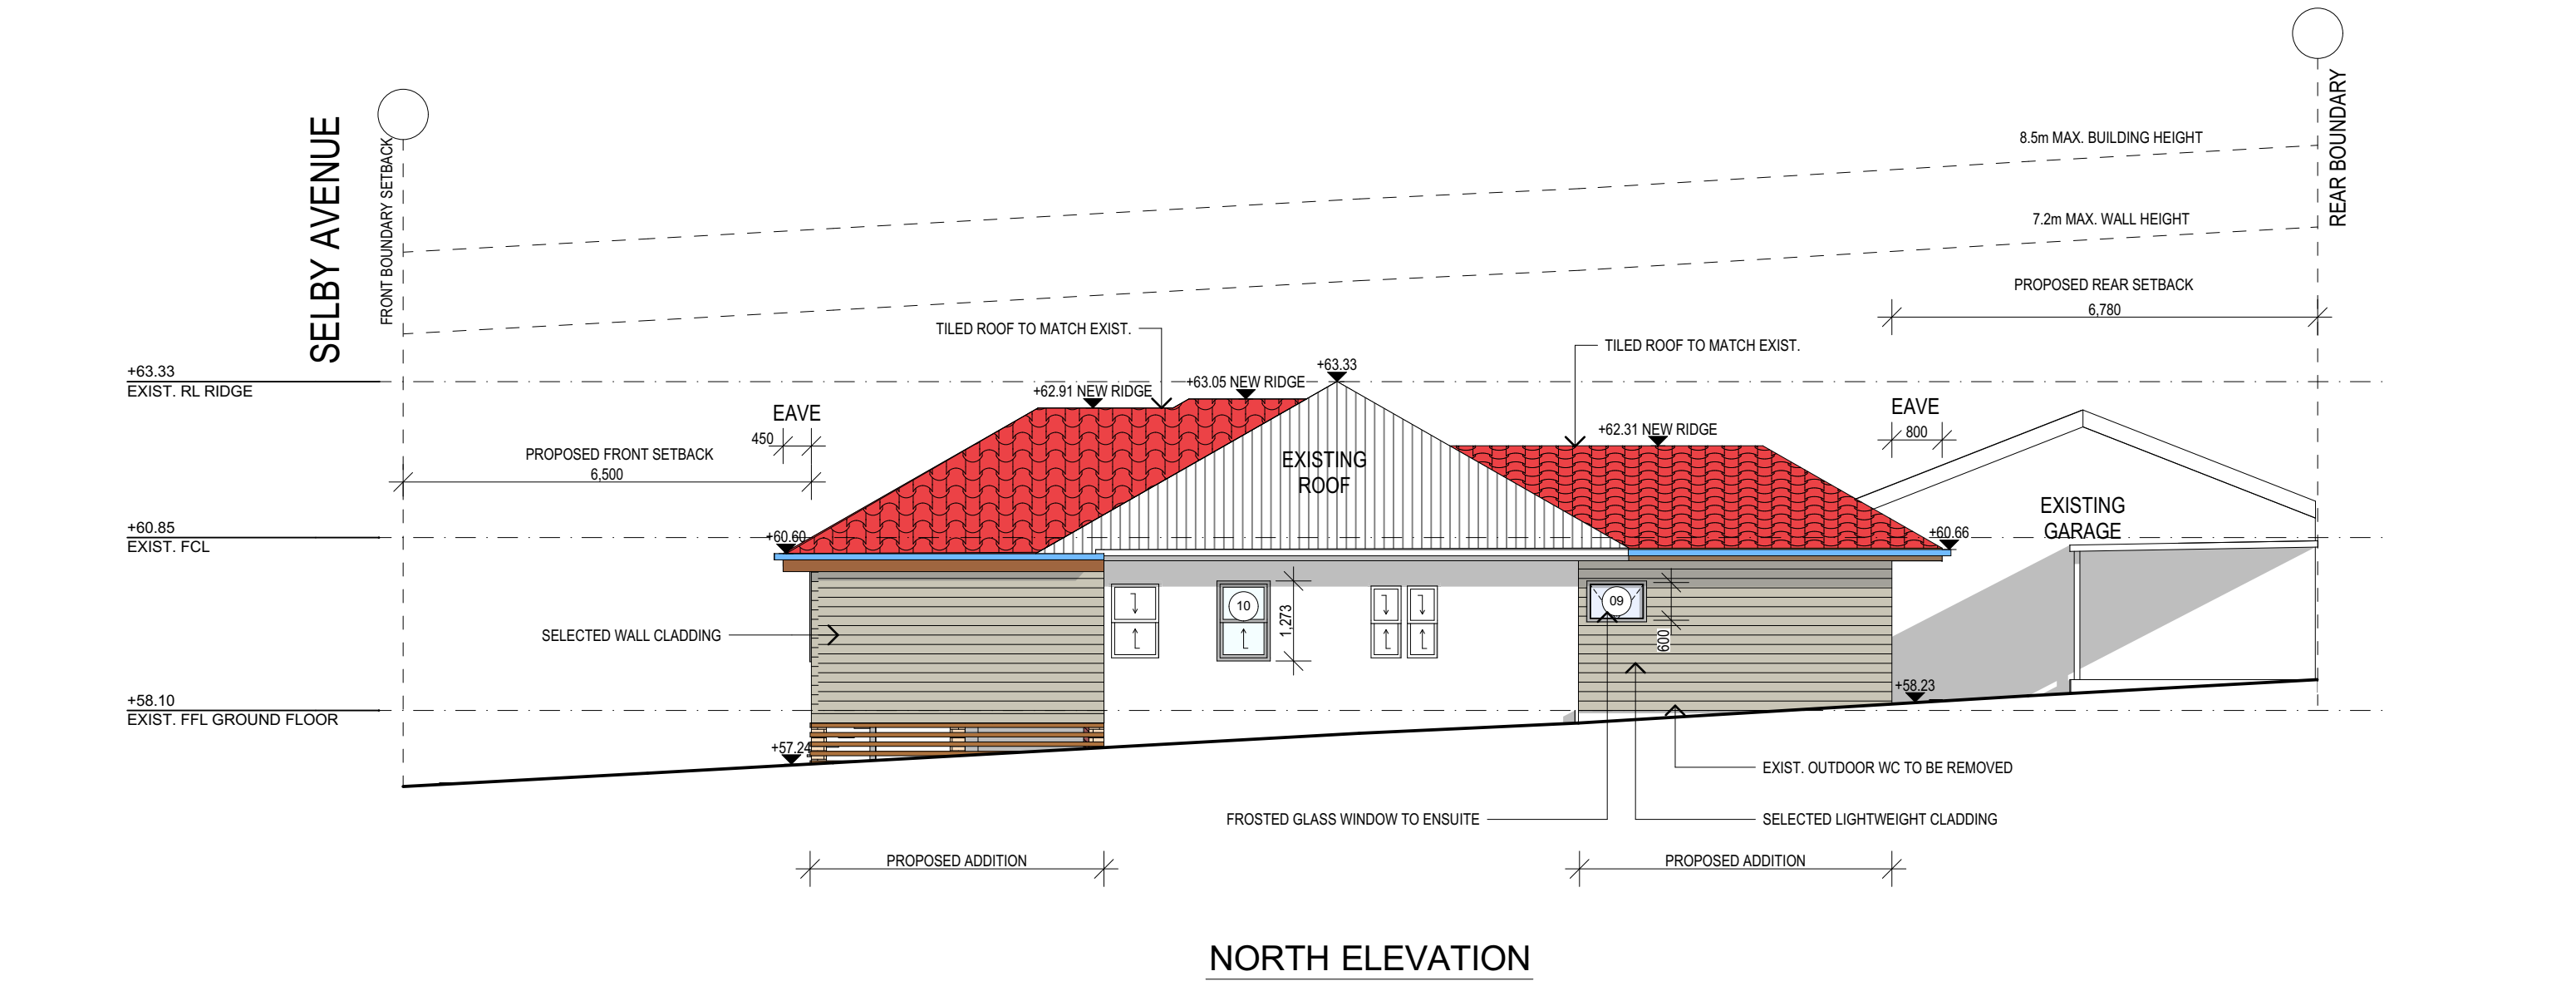 SELBY AVENUE
FRONT BOUNDARY SETBACK
REAR BOUNDARY
8.5m MAX. BUILDING HEIGHT
7.2m MAX. WALL HEIGHT
PROPOSED REAR SETBACK
6,780
TILED ROOF TO MATCH EXIST.
TILED ROOF TO MATCH EXIST.
+63.33
EXIST. RL RIDGE
+63.33
+62.91 NEW RIDGE
+63.05 NEW RIDGE
EAVE
450
EAVE
800
+62.31 NEW RIDGE
PROPOSED FRONT SETBACK
6,500
EXISTING
ROOF
EXISTING
GARAGE
+60.85
EXIST. FCL
+60.60
+60.66
10
1,273
09
600
SELECTED WALL CLADDING
+58.10
EXIST. FFL GROUND FLOOR
+58.23
+57.24
EXIST. OUTDOOR WC TO BE REMOVED
FROSTED GLASS WINDOW TO ENSUITE
SELECTED LIGHTWEIGHT CLADDING
PROPOSED ADDITION
PROPOSED ADDITION
NORTH ELEVATION